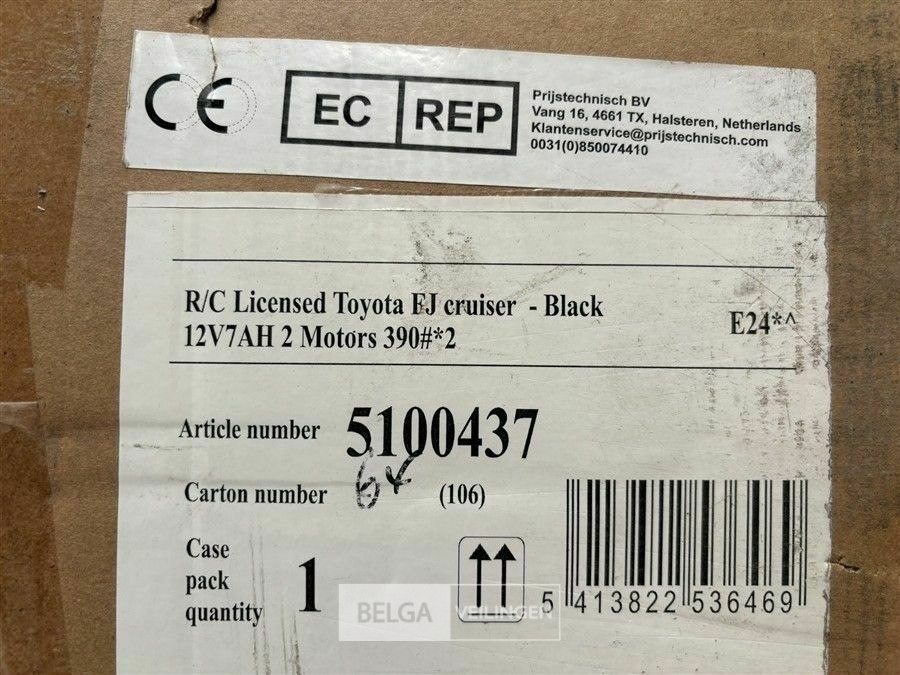 CE
EC REP
Prijstechnisch BV
Vang 16, 4661 TX, Halsteren, Netherlands
Klantenservice@prijstechnisch.com
0031(0)850074410
R/C Licensed Toyota FJ cruiser - Black
12V7AH 2 Motors 390#*2
E24*^
Article number 5100437
Carton number 6x (106)
Case
pack
quantity
1
5 413822 536469
BELGA VEILINGEN